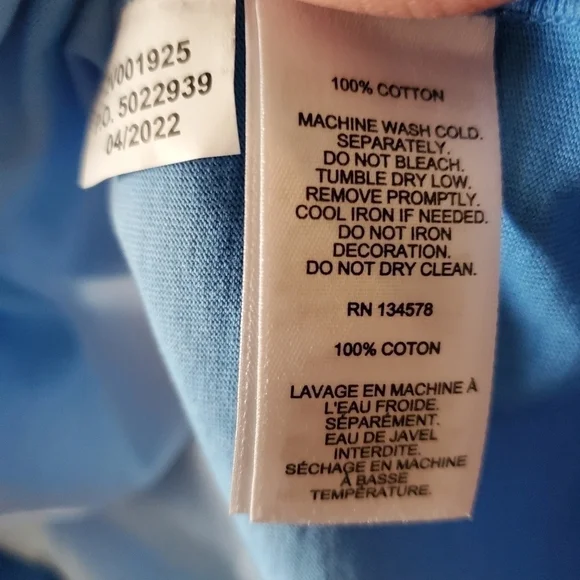 001925
5022939
04/2022
100% COTTON
MACHINE WASH COLD.
SEPARATELY.
DO NOT BLEACH.
TUMBLE DRY LOW.
REMOVE PROMPTLY.
COOL IRON IF NEEDED.
DO NOT IRON
DECORATION.
DO NOT DRY CLEAN.
RN 134578
100% COTON
LAVAGE EN MACHINE À
L'EAU FROIDE.
SÉPARÉMENT.
EAU DE JAVEL
INTERDITE.
SÉCHAGE EN MACHINE
À BASSE
TEMPÉRATURE.